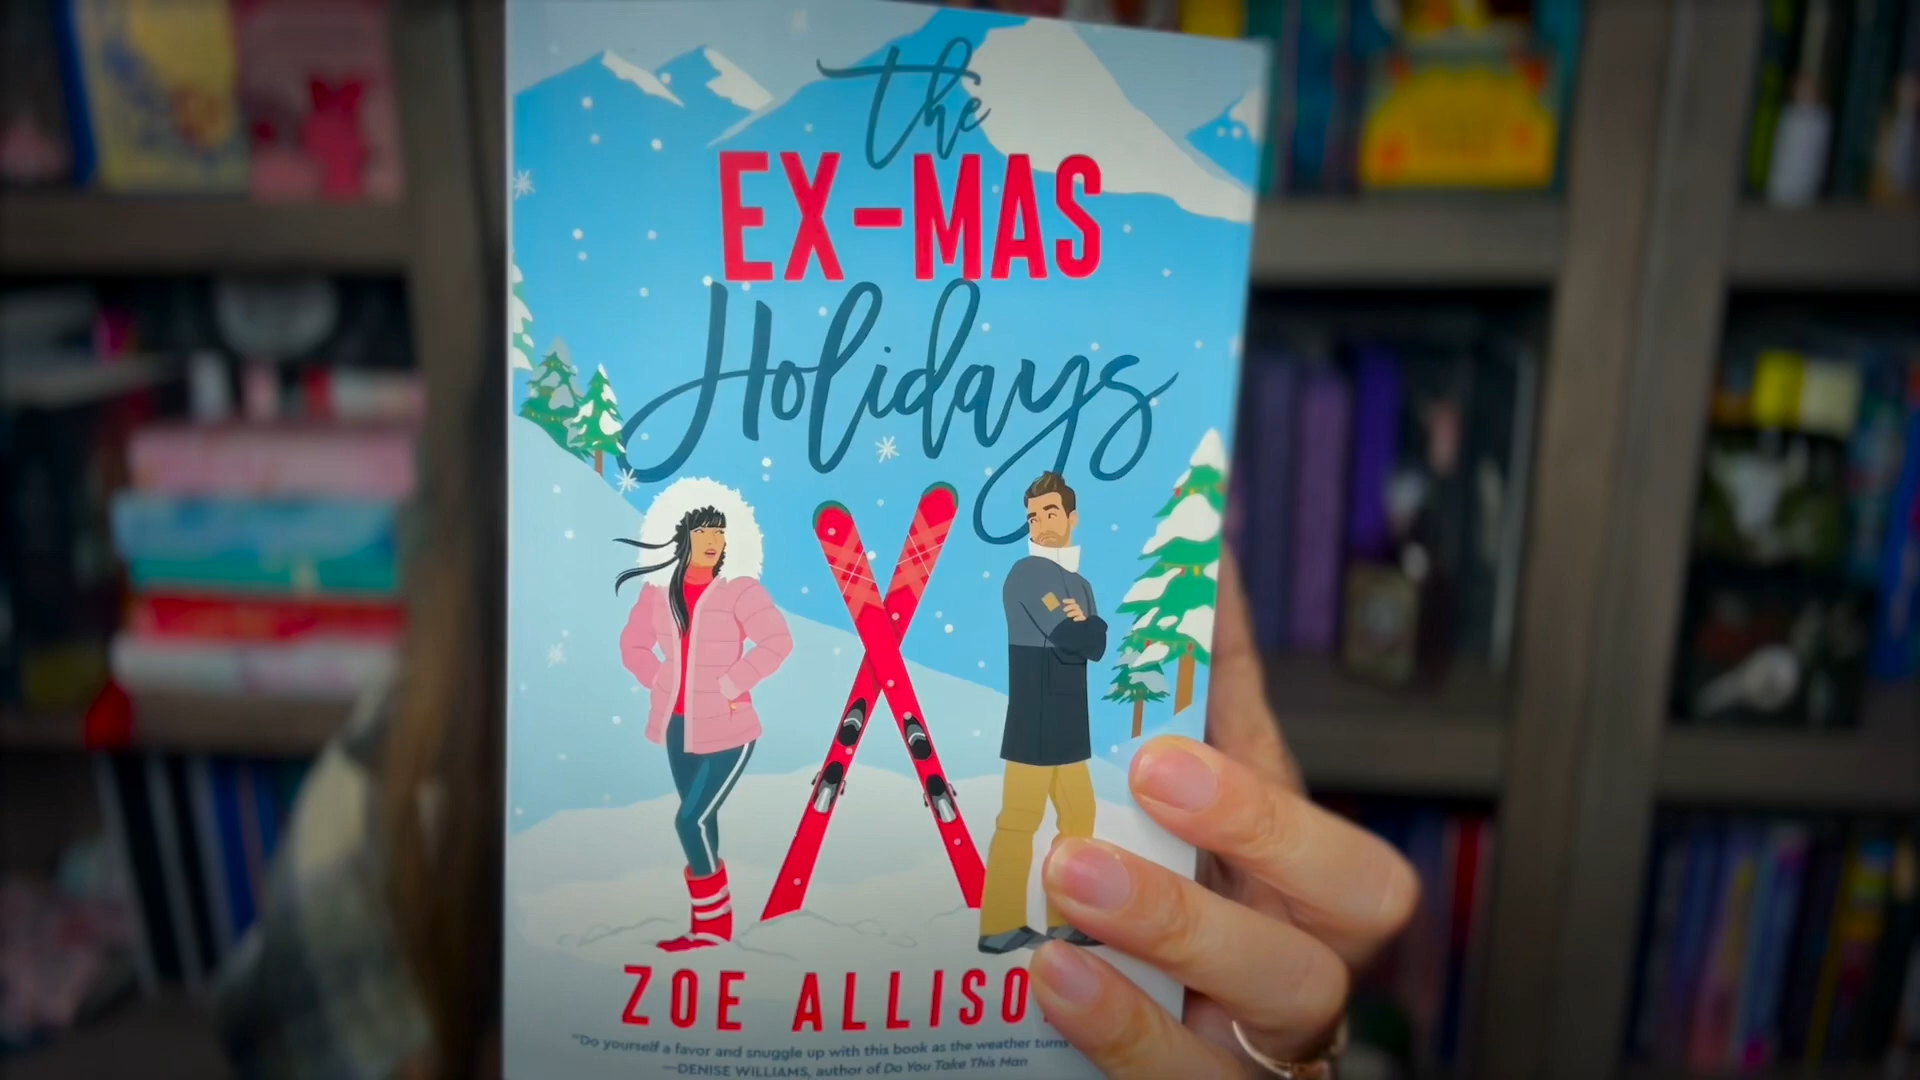 the
EX-MAS
Holidays
ZOE ALLISO
"Do yourself a favor and snuggle up with this book as the weather turns
—DENISE WILLIAMS, author of Do You Take This Man